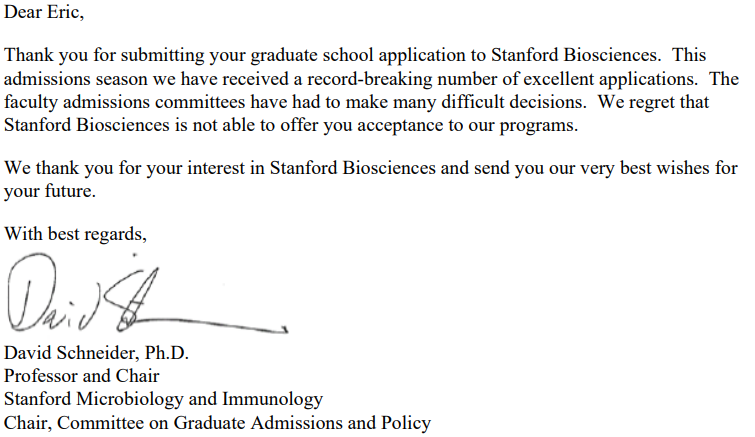 Dear Eric,
Thank you for submitting your graduate school application to Stanford Biosciences.  This
admissions season we have received a record-breaking number of excellent applications.  The
faculty admissions committees have had to make many difficult decisions.  We regret that
Stanford Biosciences is not able to offer you acceptance to our programs.
We thank you for your interest in Stanford Biosciences and send you our very best wishes for
your future.
With best regards,
David S
David Schneider, Ph.D.
Professor and Chair
Stanford Microbiology and Immunology
Chair, Committee on Graduate Admissions and Policy